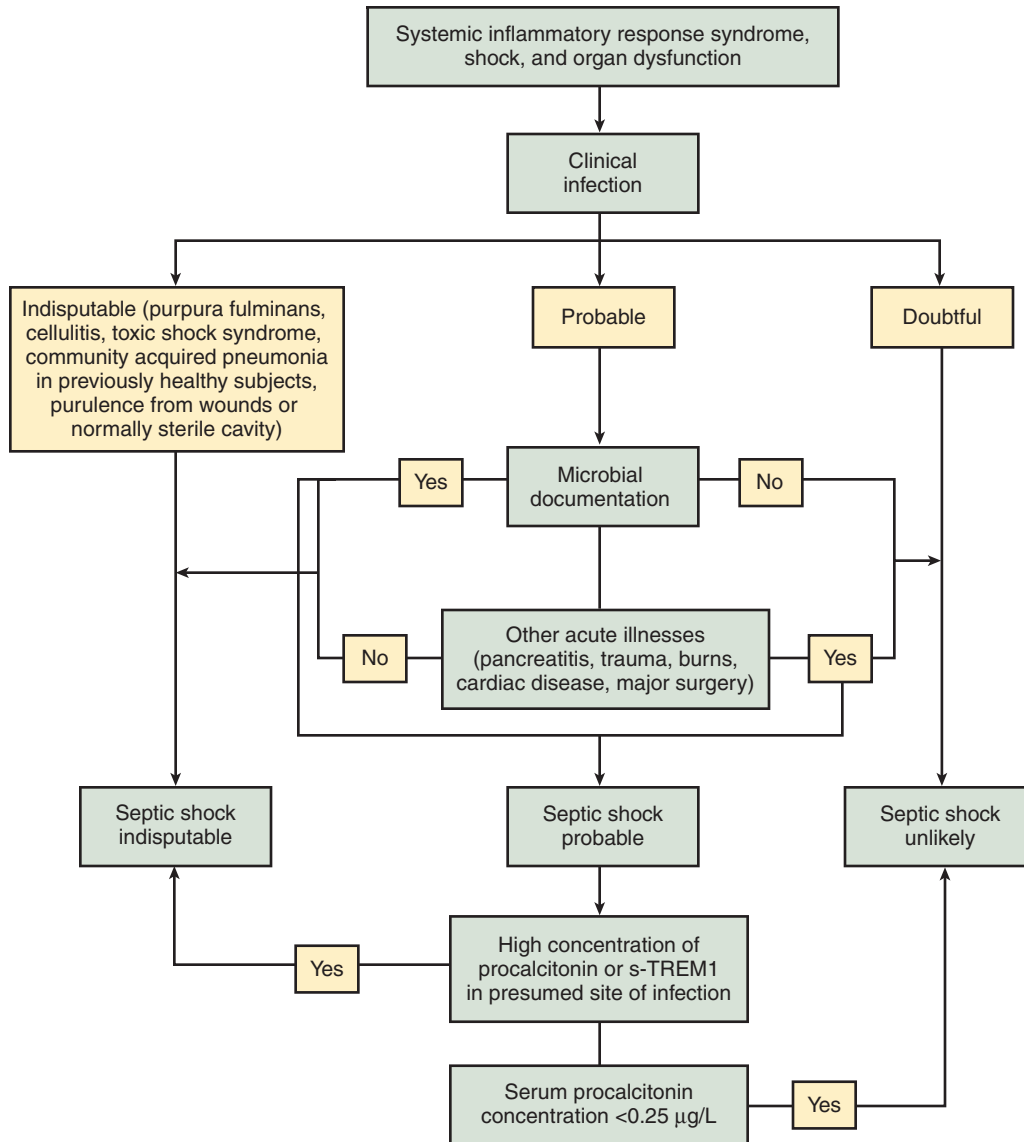 Systemic inflammatory response syndrome,
shock, and organ dysfunction
Clinical
infection
Indisputable (purpura fulminans,
cellulitis, toxic shock syndrome,
community acquired pneumonia
in previously healthy subjects,
purulence from wounds or
normally sterile cavity)
Probable
Doubtful
Yes
Microbial
documentation
No
No
Other acute illnesses
(pancreatitis, trauma, burns,
cardiac disease, major surgery)
Yes
Septic shock
indisputable
Septic shock
probable
Septic shock
unlikely
Yes
High concentration of
procalcitonin or s-TREM1
in presumed site of infection
Serum procalcitonin
concentration <0.25 μg/L
Yes